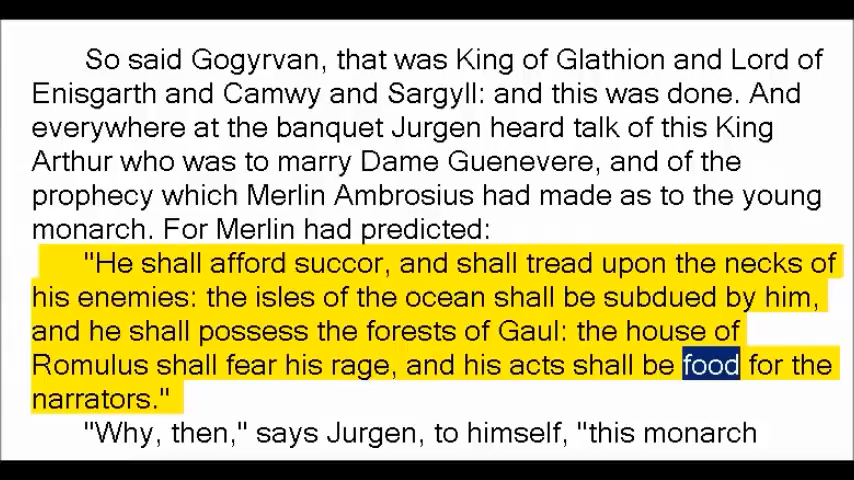 So said Gogyrvan, that was King of Glathion and Lord of
Enisgarth and Camwy and Sargyll: and this was done. And
everywhere at the banquet Jurgen heard talk of this King
Arthur who was to marry Dame Guenevere, and of the
prophecy which Merlin Ambrosius had made as to the young
monarch. For Merlin had predicted:
"He shall afford succor, and shall tread upon the necks of
his enemies: the isles of the ocean shall be subdued by him,
and he shall possess the forests of Gaul: the house of
Romulus shall fear his rage, and his acts shall be food for the
narrators."
"Why, then," says Jurgen, to himself, "this monarch